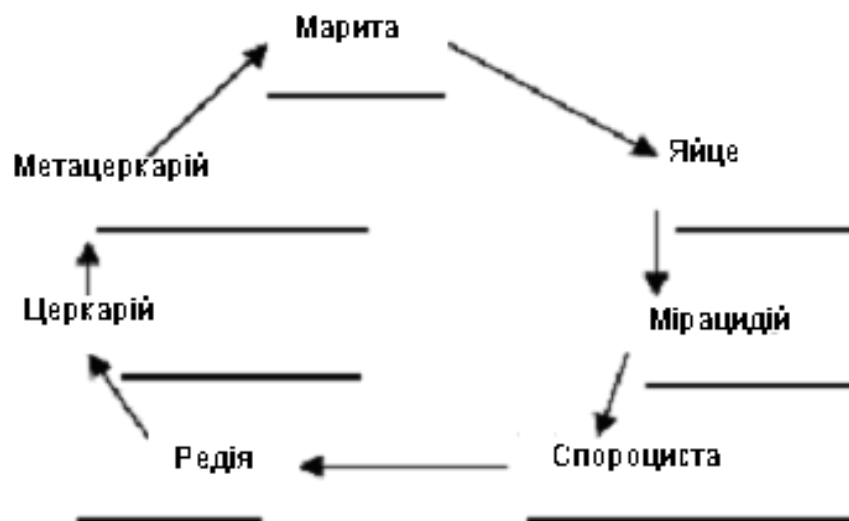 Марита
Яйце
Метацеркарій
Церкарій
Мірацидій
Редія
Спороциста